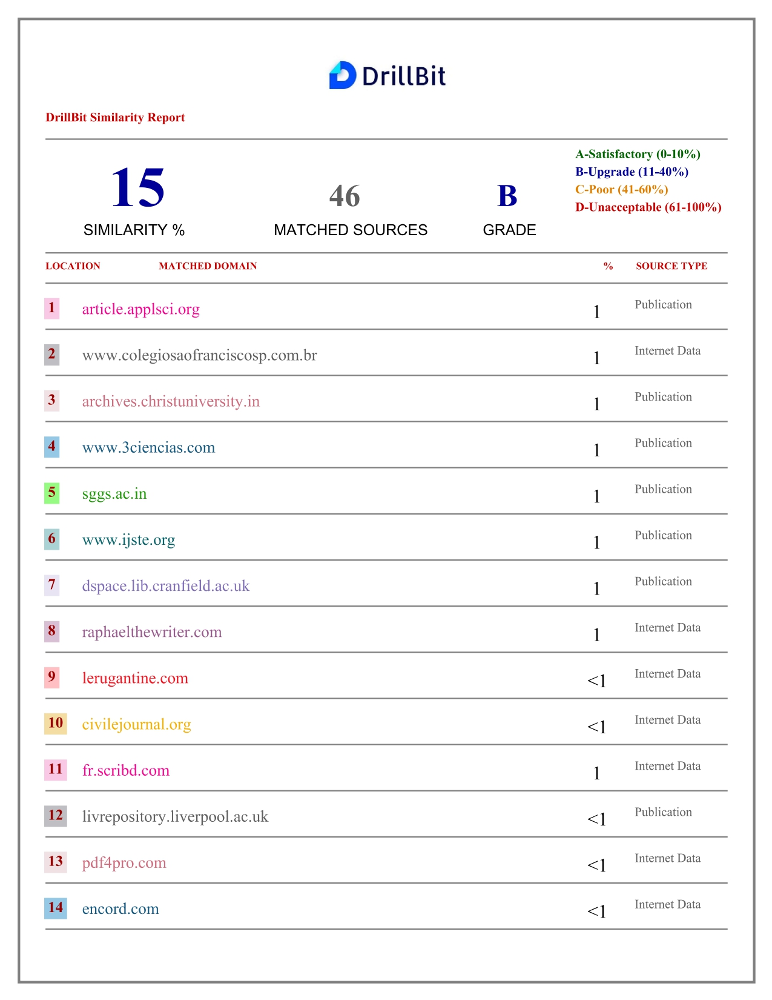 DrillBit
DrillBit Similarity Report
A-Satisfactory (0-10%)
B-Upgrade (11-40%)
C-Poor (41-60%)
D-Unacceptable (61-100%)
15 46 B
SIMILARITY % MATCHED SOURCES GRADE
LOCATION MATCHED DOMAIN % SOURCE TYPE
1 article.applsci.org 1 Publication
2 www.colegiosaofranciscosp.com.br 1 Internet Data
3 archives.christuniversity.in 1 Publication
4 www.3ciencias.com 1 Publication
5 sggs.ac.in 1 Publication
6 www.ijste.org 1 Publication
7 dspace.lib.cranfield.ac.uk 1 Publication
8 raphaelthewriter.com 1 Internet Data
9 lerugantine.com <1 Internet Data
10 civilejournal.org <1 Internet Data
11 fr.scribd.com 1 Internet Data
12 livrepository.liverpool.ac.uk <1 Publication
13 pdf4pro.com <1 Internet Data
14 encord.com <1 Internet Data